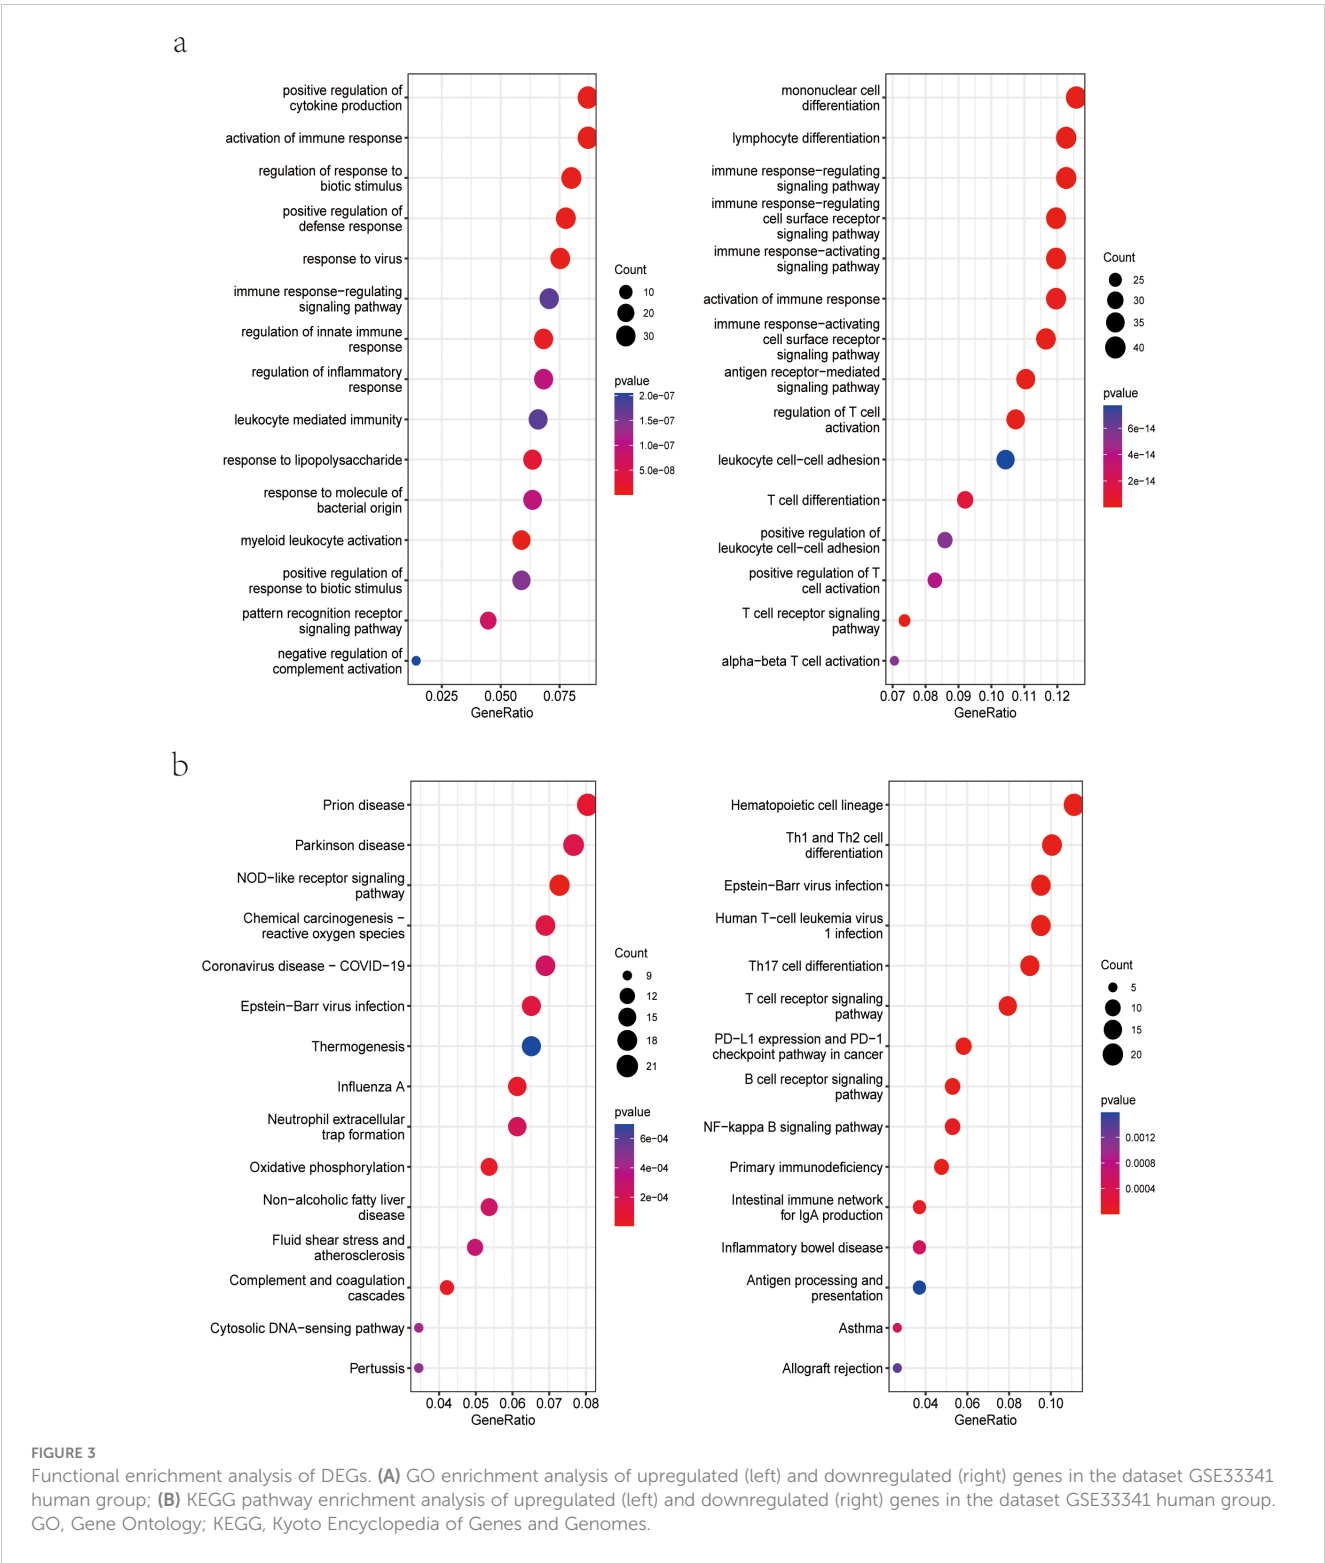 a
positive regulation of
cytokine production
activation of immune response
regulation of response to
biotic stimulus
positive regulation of
defense response
response to virus
immune response−regulating
signaling pathway
regulation of innate immune
response
regulation of inflammatory
response
leukocyte mediated immunity
response to lipopolysaccharide
response to molecule of
bacterial origin
myeloid leukocyte activation
positive regulation of
response to biotic stimulus
pattern recognition receptor
signaling pathway
negative regulation of
complement activation
0.025 0.050 0.075
GeneRatio
Count
10
20
30
pvalue
2.0e−07
1.5e−07
1.0e−07
5.0e−08
mononuclear cell
differentiation
lymphocyte differentiation
immune response−regulating
signaling pathway
immune response−regulating
cell surface receptor
signaling pathway
immune response−activating
signaling pathway
activation of immune response
immune response−activating
cell surface receptor
signaling pathway
antigen receptor−mediated
signaling pathway
regulation of T cell
activation
leukocyte cell−cell adhesion
T cell differentiation
positive regulation of
leukocyte cell−cell adhesion
positive regulation of T
cell activation
T cell receptor signaling
pathway
alpha−beta T cell activation
0.07 0.08 0.09 0.10 0.11 0.12
GeneRatio
Count
25
30
35
40
pvalue
6e−14
4e−14
2e−14
b
Prion disease
Parkinson disease
NOD−like receptor signaling
pathway
Chemical carcinogenesis −
reactive oxygen species
Coronavirus disease − COVID−19
Epstein−Barr virus infection
Thermogenesis
Influenza A
Neutrophil extracellular
trap formation
Oxidative phosphorylation
Non−alcoholic fatty liver
disease
Fluid shear stress and
atherosclerosis
Complement and coagulation
cascades
Cytosolic DNA−sensing pathway
Pertussis
0.04 0.05 0.06 0.07 0.08
GeneRatio
Count
9
12
15
18
21
pvalue
6e−04
4e−04
2e−04
Hematopoietic cell lineage
Th1 and Th2 cell
differentiation
Epstein−Barr virus infection
Human T−cell leukemia virus
1 infection
Th17 cell differentiation
T cell receptor signaling
pathway
PD−L1 expression and PD−1
checkpoint pathway in cancer
B cell receptor signaling
pathway
NF−kappa B signaling pathway
Primary immunodeficiency
Intestinal immune network
for IgA production
Inflammatory bowel disease
Antigen processing and
presentation
Asthma
Allograft rejection
0.04 0.06 0.08 0.10
GeneRatio
Count
5
10
15
20
pvalue
0.0012
0.0008
0.0004
FIGURE 3
Functional enrichment analysis of DEGs. (A) GO enrichment analysis of upregulated (left) and downregulated (right) genes in the dataset GSE33341
human group; (B) KEGG pathway enrichment analysis of upregulated (left) and downregulated (right) genes in the dataset GSE33341 human group.
GO, Gene Ontology; KEGG, Kyoto Encyclopedia of Genes and Genomes.